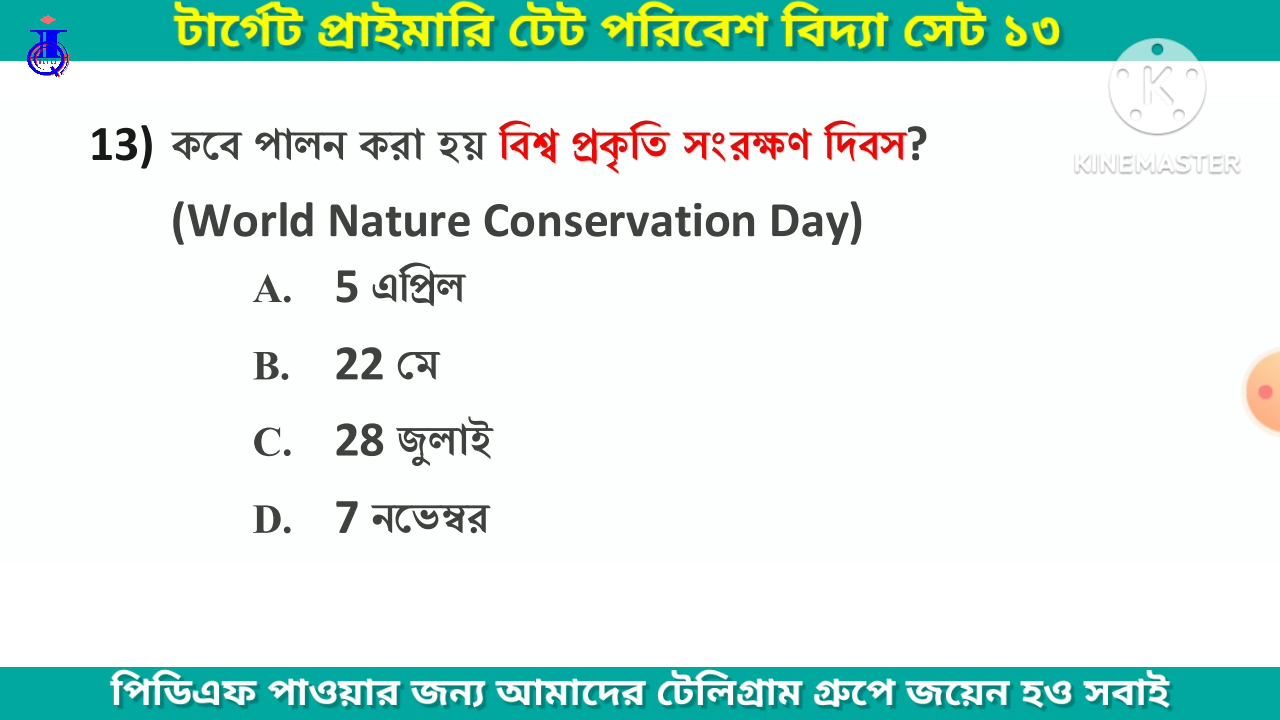 টার্গেট প্রাইমারি টেট পরিবেশ বিদ্যা সেট ১৩
KINEMASTER
13) কবে পালন করা হয় বিশ্ব প্রকৃতি সংরক্ষণ দিবস?
(World Nature Conservation Day)
A. 5 এপ্রিল
B. 22 মে
C. 28 জুলাই
D. 7 নভেম্বর
পিডিএফ পাওয়ার জন্য আমাদের টেলিগ্রাম গ্রুপে জয়েন হও সবাই